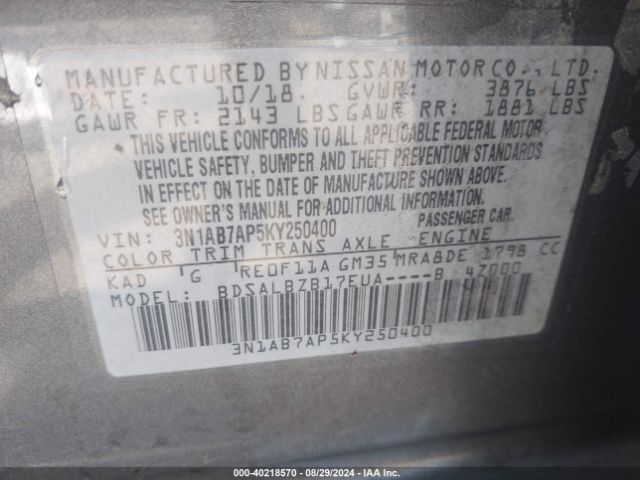 MANUFACTURED BY NISSAN MOTOR CO., LTD.
DATE: 10/18 GVWR: 3876 LBS
GAWR FR: 2143 LBS GAWR RR: 1881 LBS
THIS VEHICLE CONFORMS TO ALL APPLICABLE FEDERAL MOTOR
VEHICLE SAFETY, BUMPER AND THEFT PREVENTION STANDARDS
IN EFFECT ON THE DATE OF MANUFACTURE SHOWN ABOVE.
SEE OWNER'S MANUAL FOR ADDITIONAL INFORMATION.
VIN: 3N1AB7AP5KY250400 PASSENGER CAR
COLOR TRIM TRANS AXLE ENGINE
KAD G RE0F11A GM35 MRA8DE 1798 CC
MODEL: BDSALBZB17EUA----B 47000
3N1AB7AP5KY250400
000-40218570 - 08/29/2024 - IAA Inc.